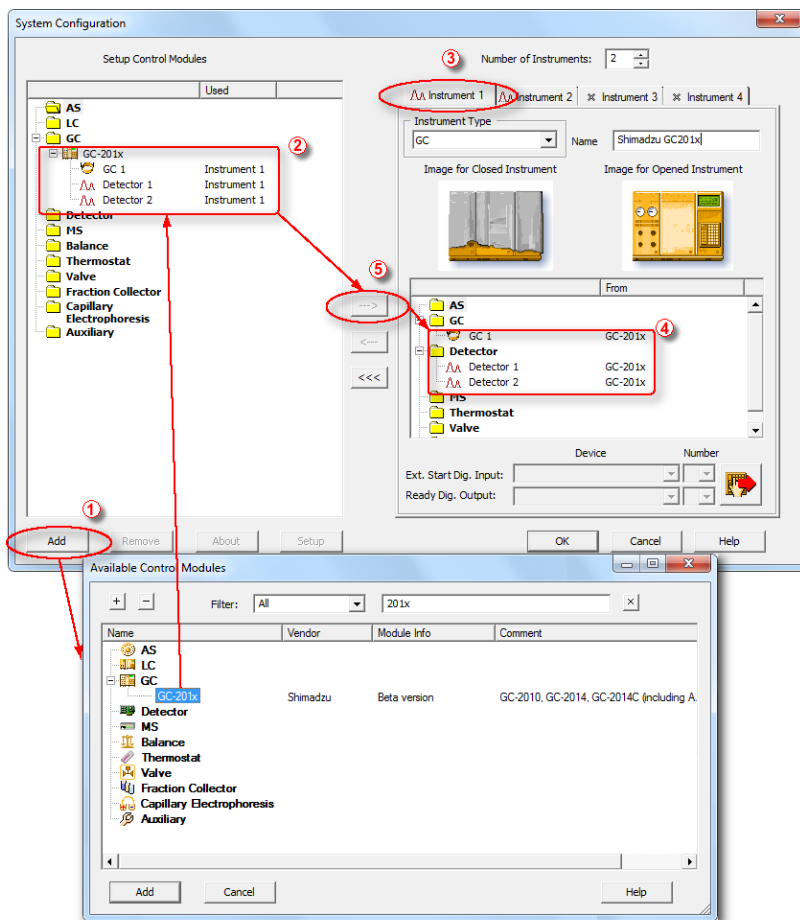 System Configuration
Setup Control Modules
③
Number of Instruments: 2
Used
AS
LC
GC
GC-201x
②
GC 1 Instrument 1
Detector 1 Instrument 1
Detector 2 Instrument 1
Detector
MS
Balance
Thermostat
Valve
Fraction Collector
Capillary
Electrophoresis
Auxiliary
⑤
--->
<---
<<<
Instrument 1 Instrument 2 Instrument 3 Instrument 4
Instrument Type
GC Name Shimadzu GC201x
Image for Closed Instrument Image for Opened Instrument
From
AS
GC
④
GC 1 GC-201x
Detector
Detector 1 GC-201x
Detector 2 GC-201x
MS
Thermostat
Valve
Device Number
Ext. Start Dig. Input:
Ready Dig. Output:
①
Add Remove About Setup OK Cancel Help
Available Control Modules
+ − Filter: All 201x ×
Name Vendor Module Info Comment
AS
LC
GC
GC-201x Shimadzu Beta version GC-2010, GC-2014, GC-2014C (including A.
Detector
MS
Balance
Thermostat
Valve
Fraction Collector
Capillary Electrophoresis
Auxiliary
Add Cancel Help